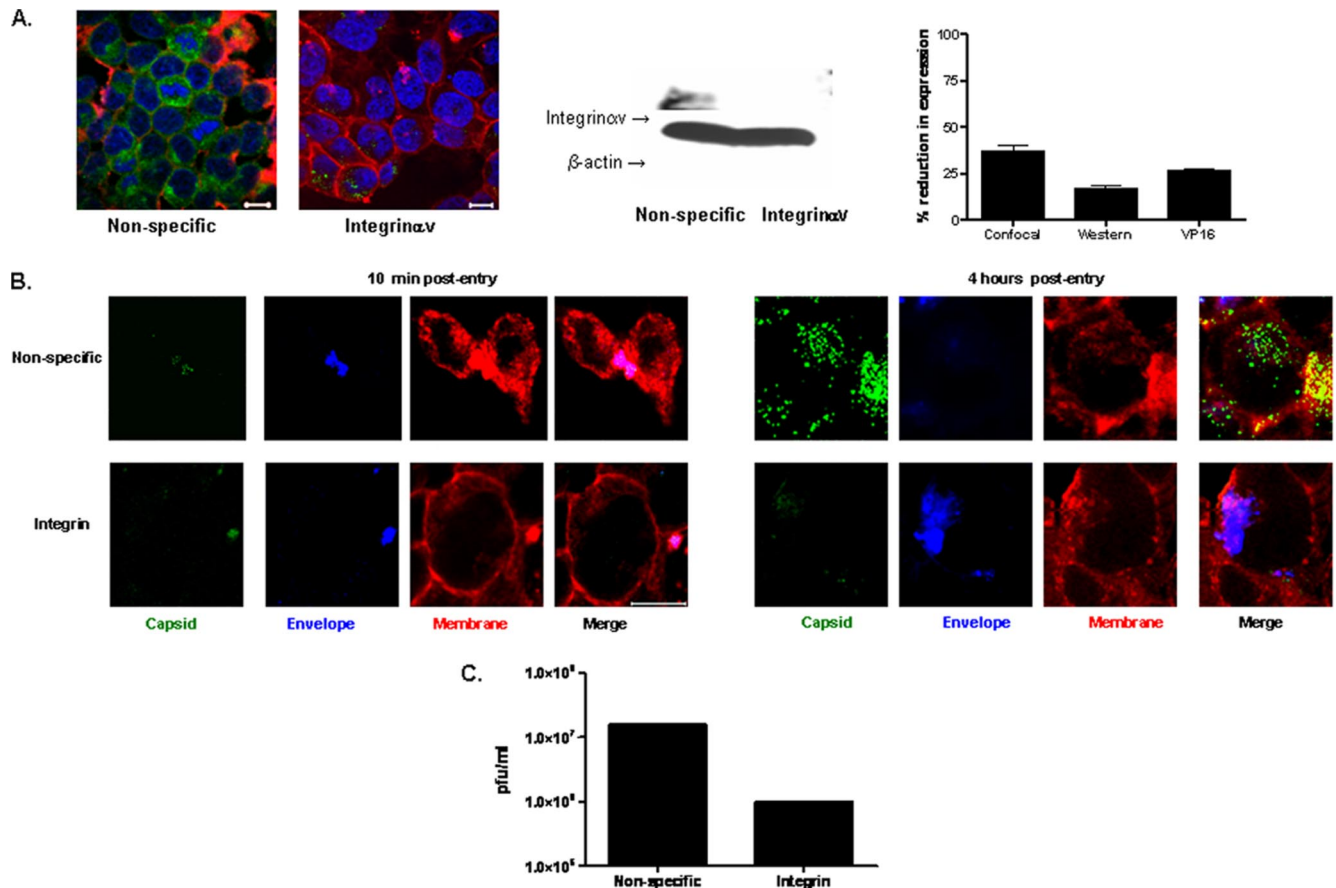 A.
Non-specific
Integrinαv
Integrinαv →
β-actin →
Non-specific Integrinαv
% reduction in expression
100
75
50
25
0
Confocal Western VP16
B.
10 min post-entry
4 hours post-entry
Non-specific
Integrin
Capsid Envelope Membrane Merge
Capsid Envelope Membrane Merge
C.
pfu/ml
1.0×10⁸
1.0×10⁷
1.0×10⁶
1.0×10⁵
Non-specific Integrin